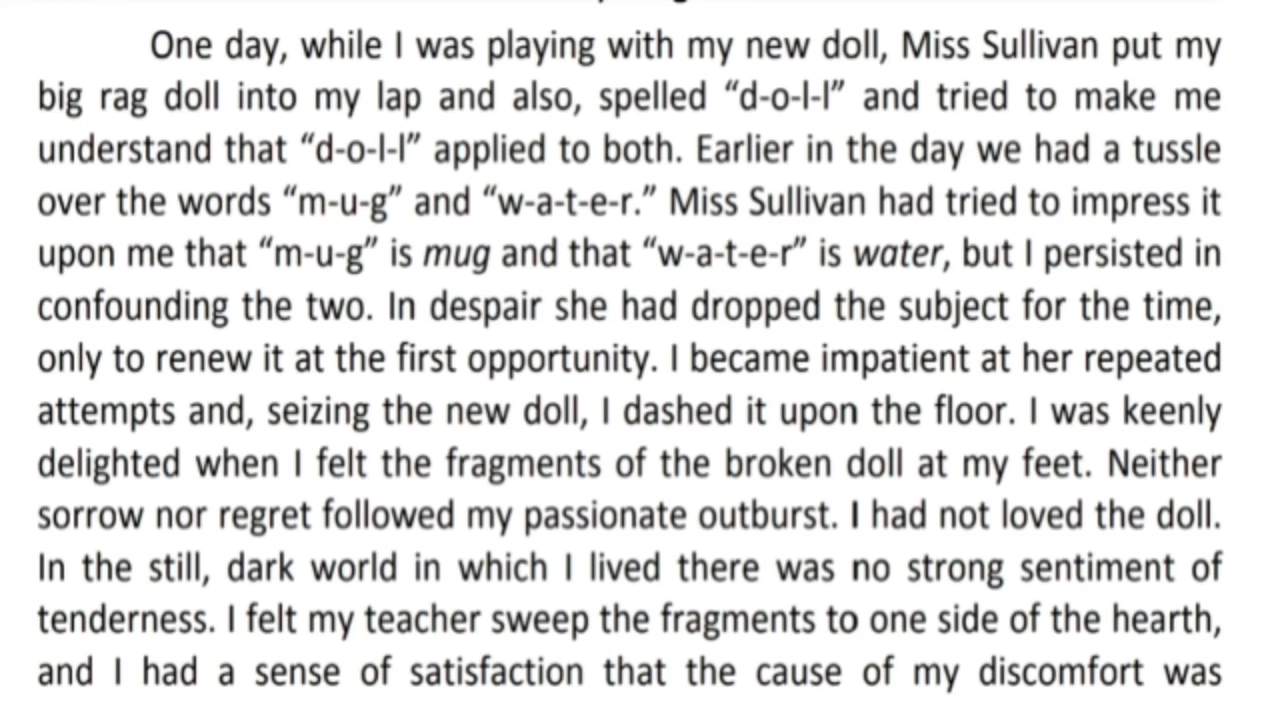 One day, while I was playing with my new doll, Miss Sullivan put my
big rag doll into my lap and also, spelled “d-o-l-l” and tried to make me
understand that “d-o-l-l” applied to both. Earlier in the day we had a tussle
over the words “m-u-g” and “w-a-t-e-r.” Miss Sullivan had tried to impress it
upon me that “m-u-g” is mug and that “w-a-t-e-r” is water, but I persisted in
confounding the two. In despair she had dropped the subject for the time,
only to renew it at the first opportunity. I became impatient at her repeated
attempts and, seizing the new doll, I dashed it upon the floor. I was keenly
delighted when I felt the fragments of the broken doll at my feet. Neither
sorrow nor regret followed my passionate outburst. I had not loved the doll.
In the still, dark world in which I lived there was no strong sentiment of
tenderness. I felt my teacher sweep the fragments to one side of the hearth,
and I had a sense of satisfaction that the cause of my discomfort was